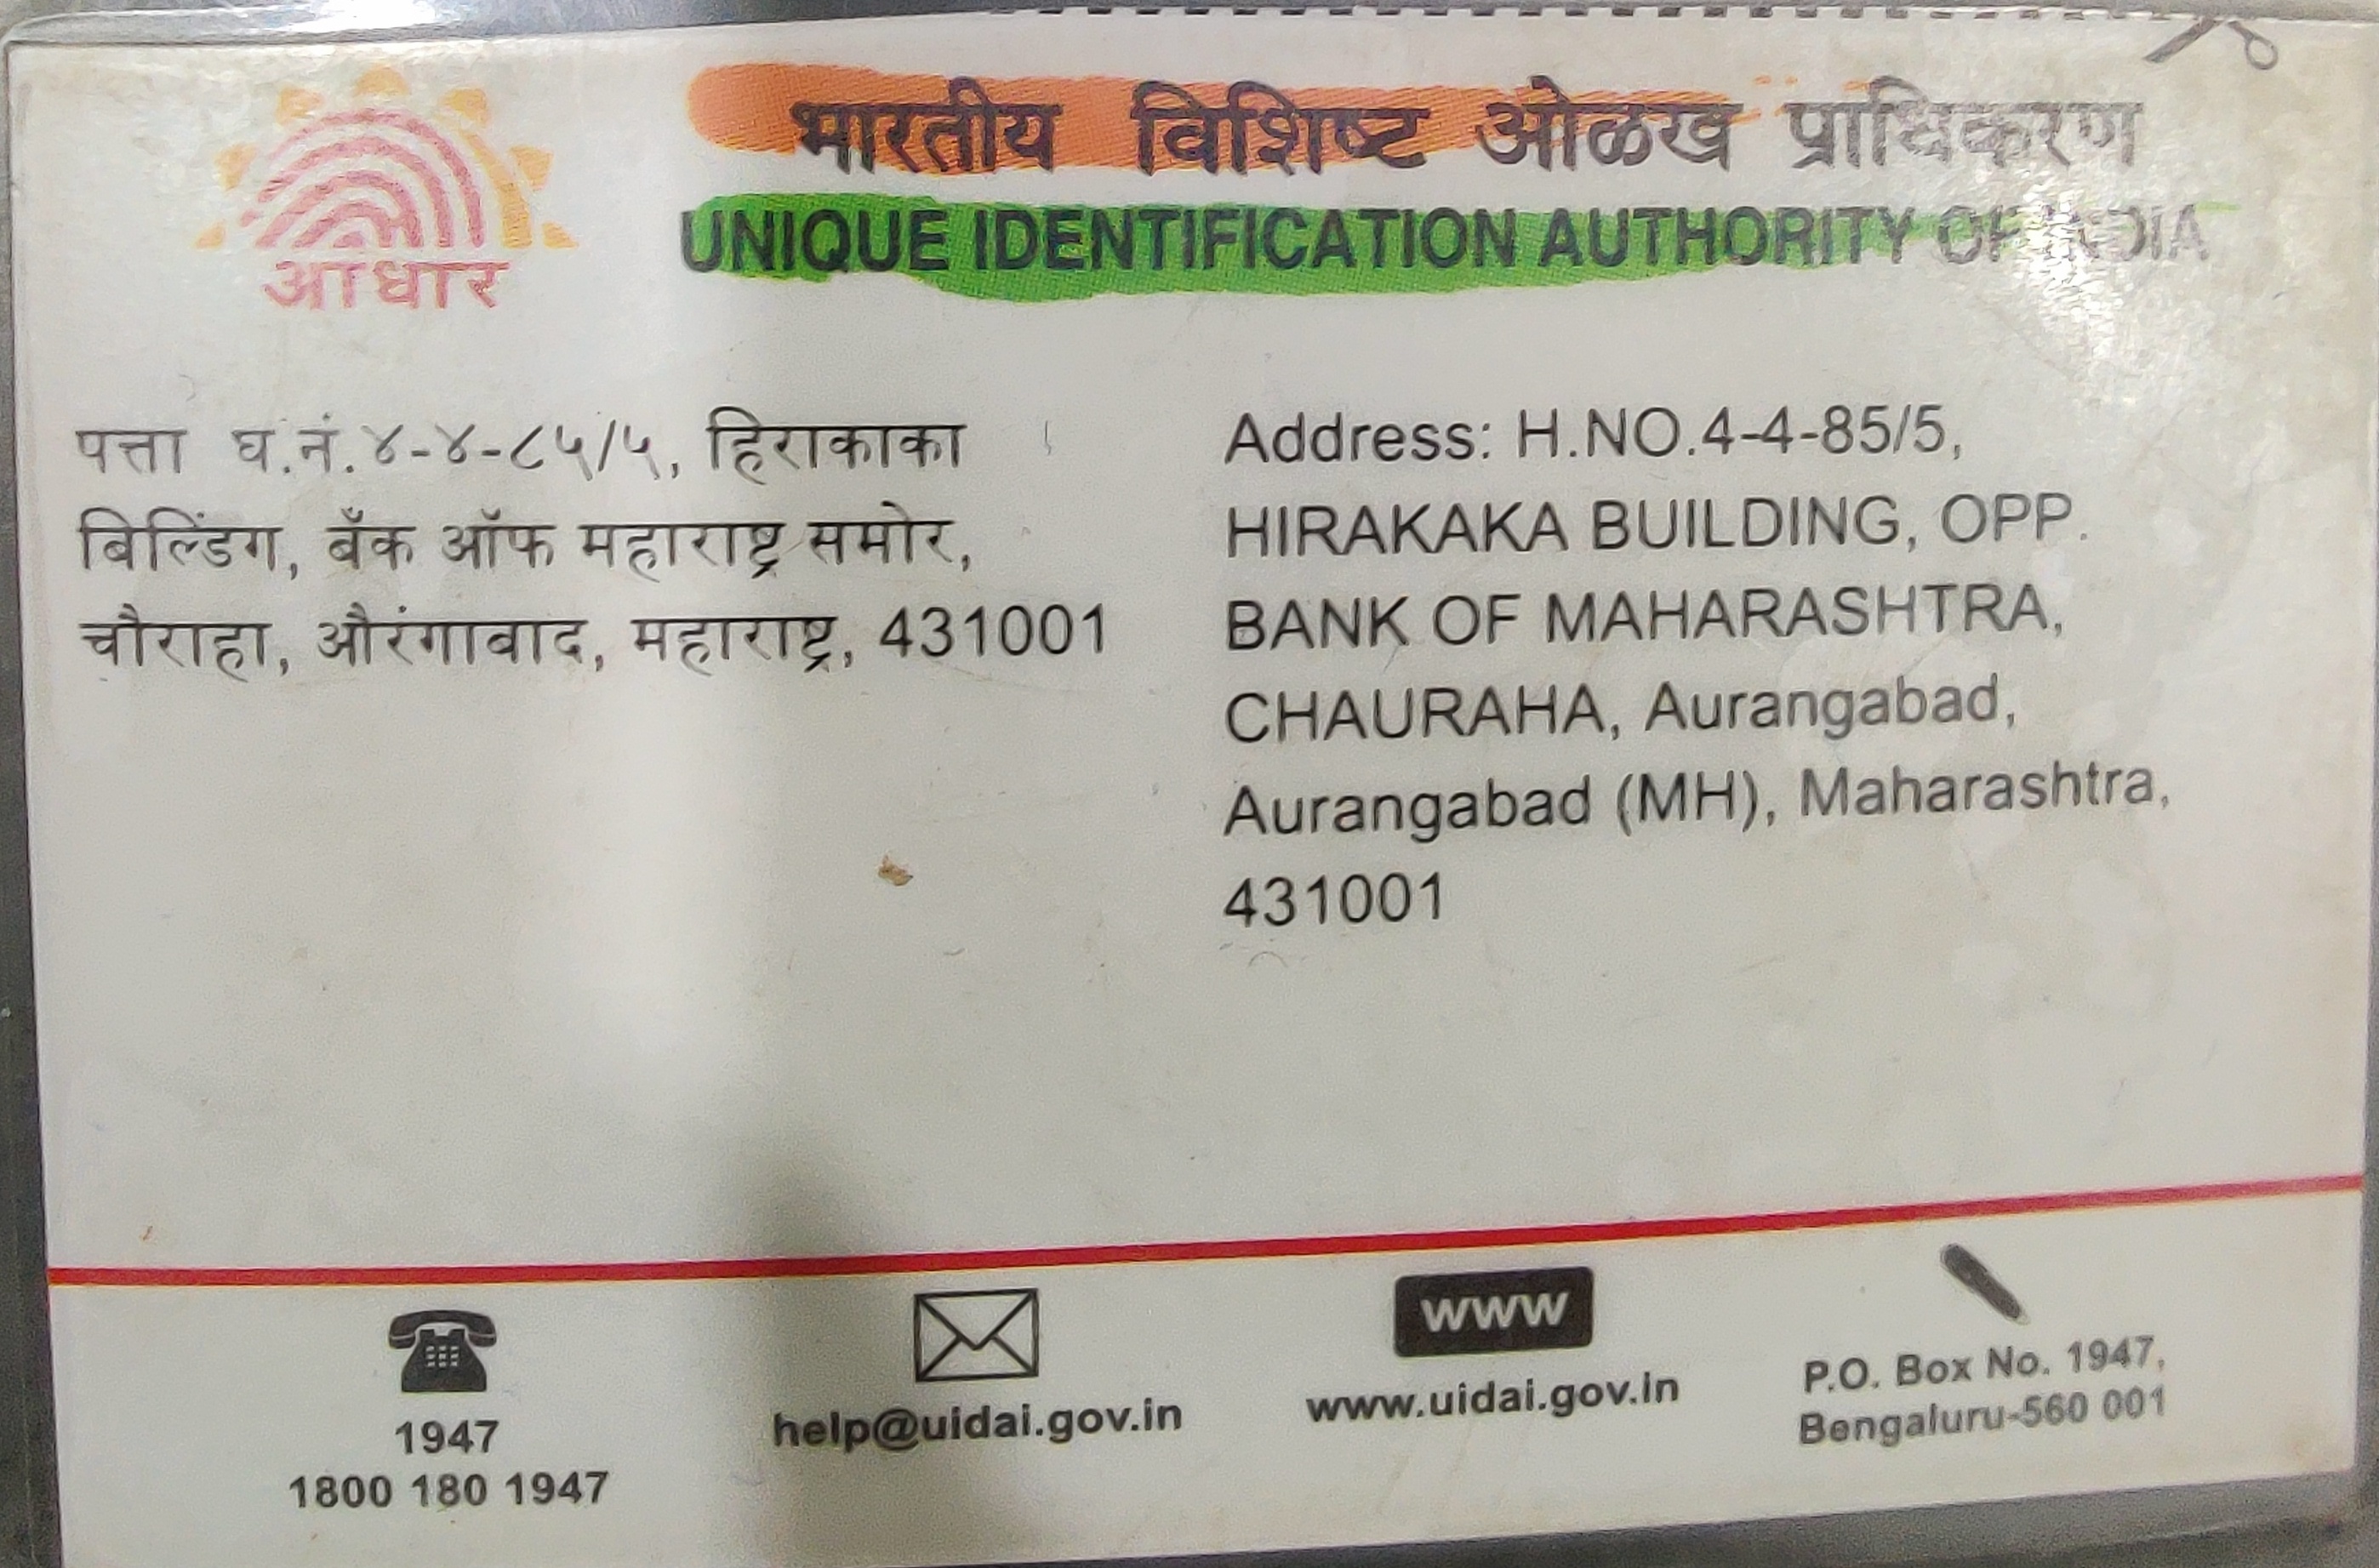 आधार
भारतीय विशिष्ट ओळख प्राधिकरण
UNIQUE IDENTIFICATION AUTHORITY OF INDIA
पत्ता घ.नं.४-४-८५/५, हिराकाका
बिल्डिंग, बँक ऑफ महाराष्ट्र समोर,
चौराहा, औरंगाबाद, महाराष्ट्र, 431001
Address: H.NO.4-4-85/5,
HIRAKAKA BUILDING, OPP.
BANK OF MAHARASHTRA,
CHAURAHA, Aurangabad,
Aurangabad (MH), Maharashtra,
431001
1947
1800 180 1947
help@uidai.gov.in
www
www.uidai.gov.in
P.O. Box No. 1947,
Bengaluru-560 001